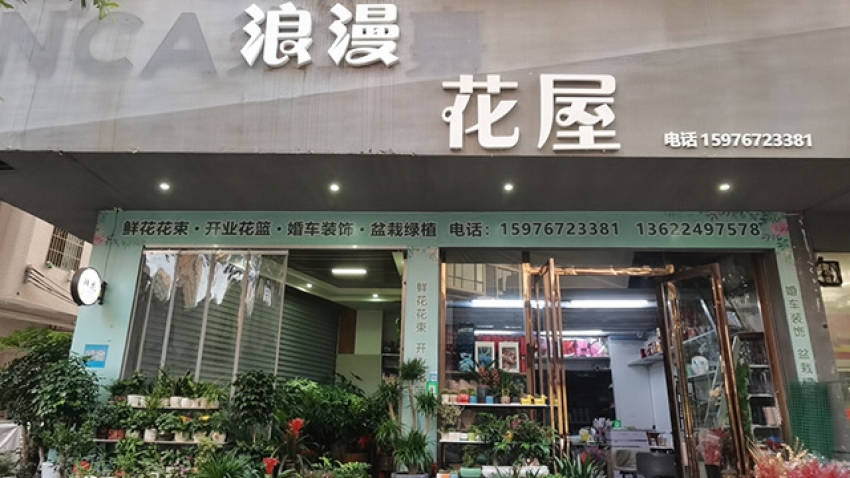 NCA
浪漫
花屋
电话 15976723381
鲜花花束·开业花篮·婚车装饰·盆栽绿植 电话：15976723381 13622497578
鲜花花束 开
婚车装饰 盆栽绿